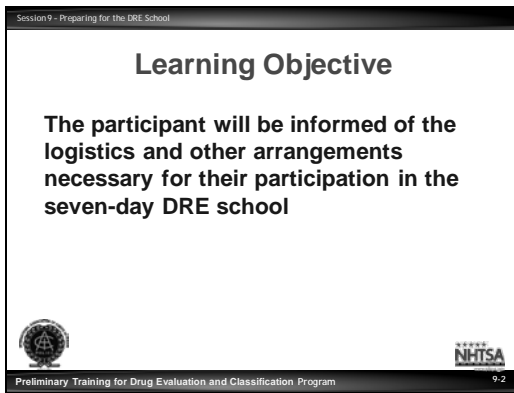 Session 9 - Preparing for the DRE School
Learning Objective
The participant will be informed of the
logistics and other arrangements
necessary for their participation in the
seven-day DRE school
NHTSA
Preliminary Training for Drug Evaluation and Classification Program
9-2